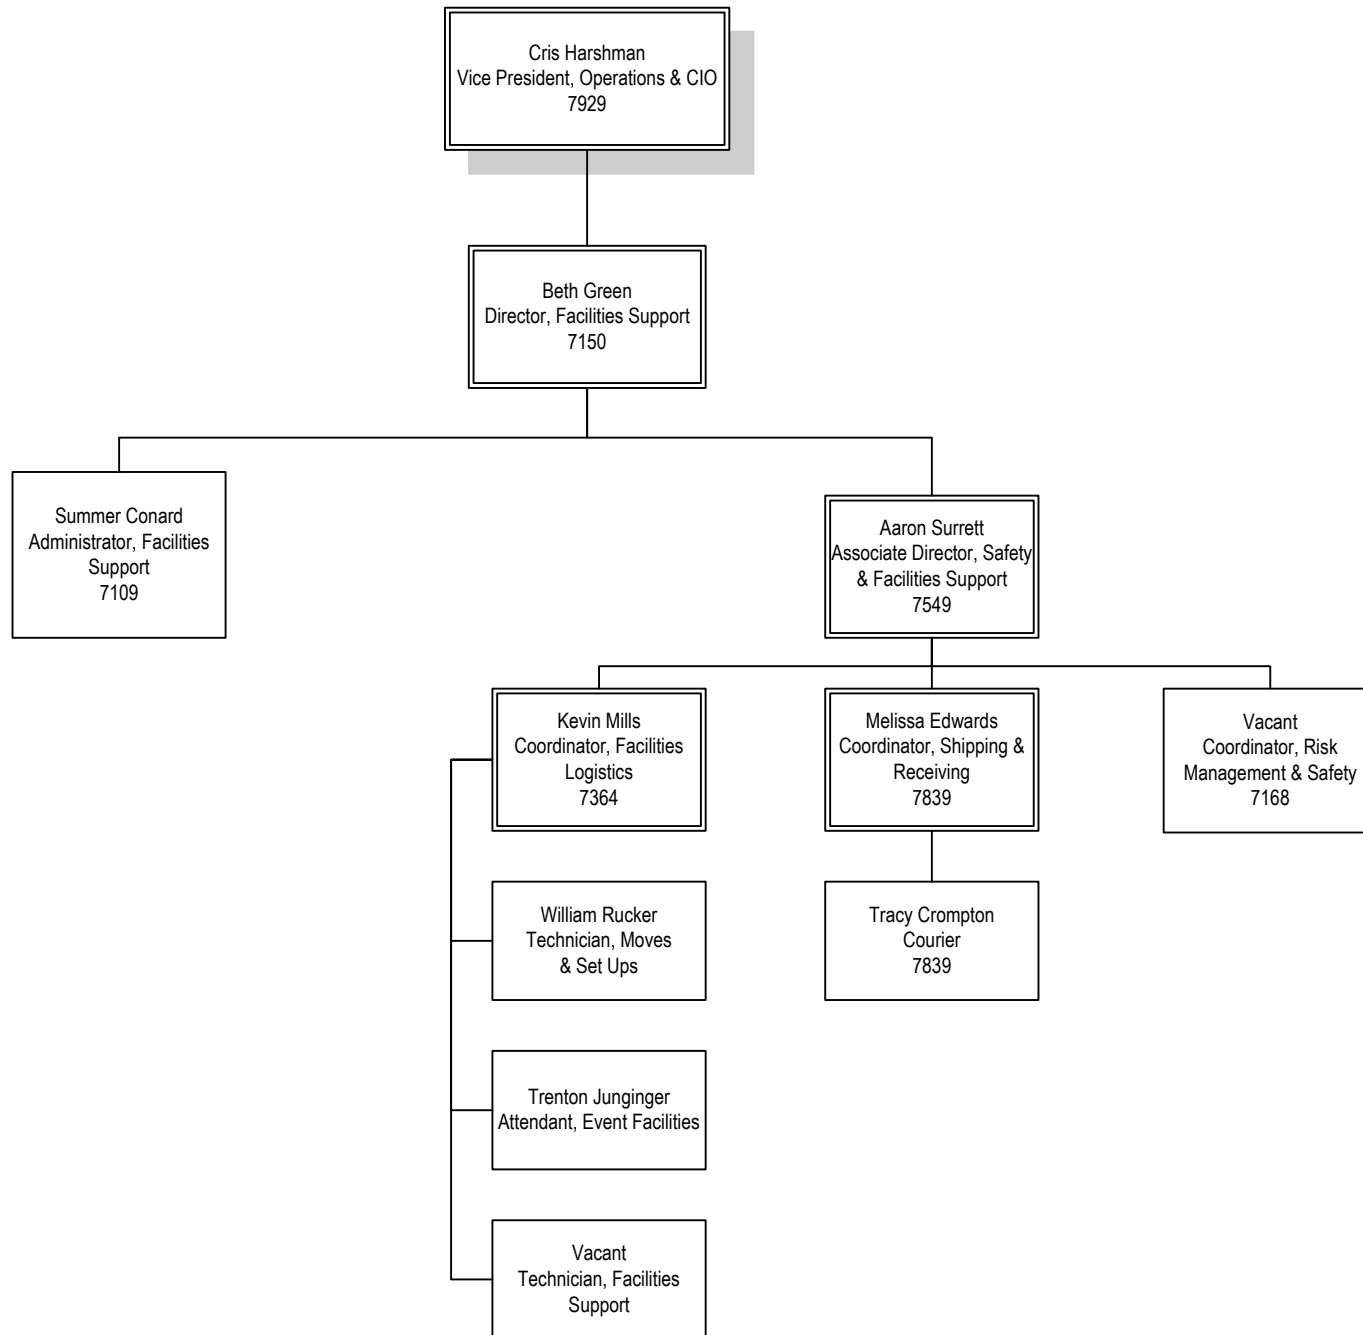 Cris Harshman
Vice President, Operations & CIO
7929
Beth Green
Director, Facilities Support
7150
Summer Conard
Administrator, Facilities
Support
7109
Aaron Surrett
Associate Director, Safety
& Facilities Support
7549
Kevin Mills
Coordinator, Facilities
Logistics
7364
Melissa Edwards
Coordinator, Shipping &
Receiving
7839
Vacant
Coordinator, Risk
Management & Safety
7168
William Rucker
Technician, Moves
& Set Ups
Tracy Crompton
Courier
7839
Trenton Junginger
Attendant, Event Facilities
Vacant
Technician, Facilities
Support